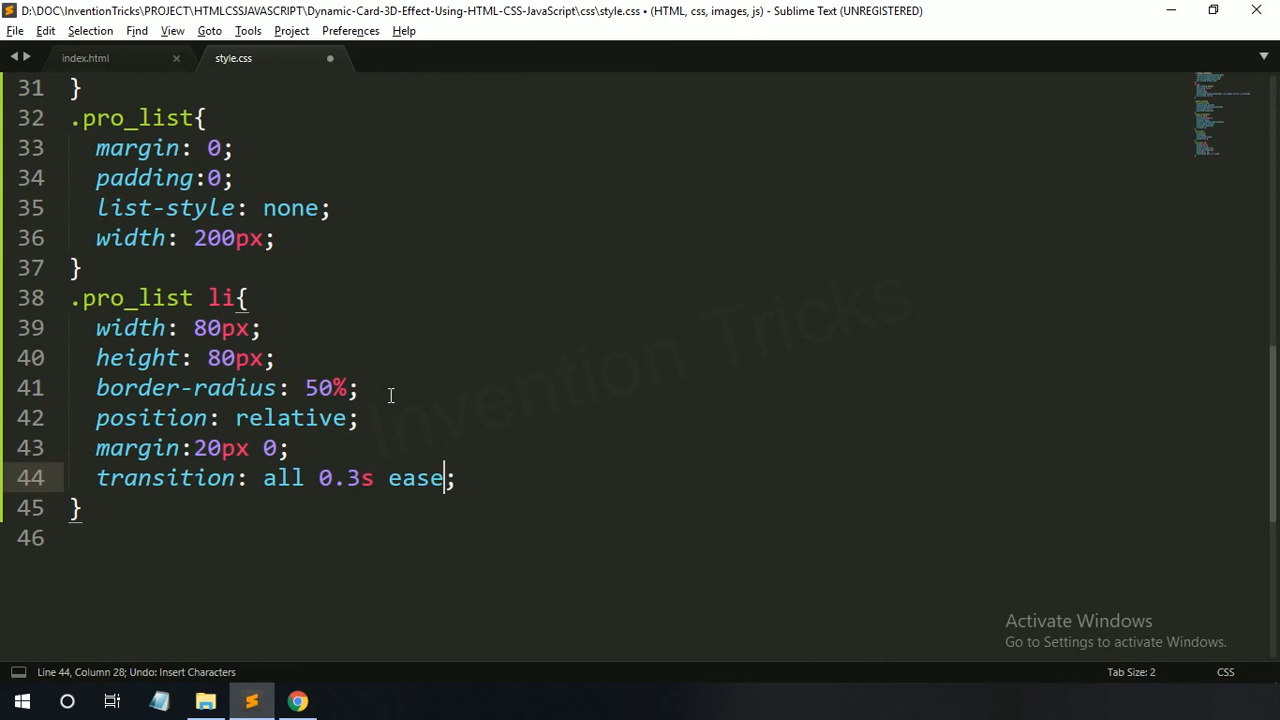 D:\DOC\InventionTricks\PROJECT\HTMLCSSJAVASCRIPT\Dynamic-Card-3D-Effect-Using-HTML-CSS-JavaScript\css\style.css • (HTML, css, images, js) - Sublime Text (UNREGISTERED)
File Edit Selection Find View Goto Tools Project Preferences Help
index.html style.css
31 }
32 .pro_list{
33 margin: 0;
34 padding:0;
35 list-style: none;
36 width: 200px;
37 }
38 .pro_list li{
39 width: 80px;
40 height: 80px;
41 border-radius: 50%;
42 position: relative;
43 margin:20px 0;
44 transition: all 0.3s ease;
45 }
46
Invention Tricks
Activate Windows
Go to Settings to activate Windows.
Line 44, Column 28; Undo: Insert Characters Tab Size: 2 CSS